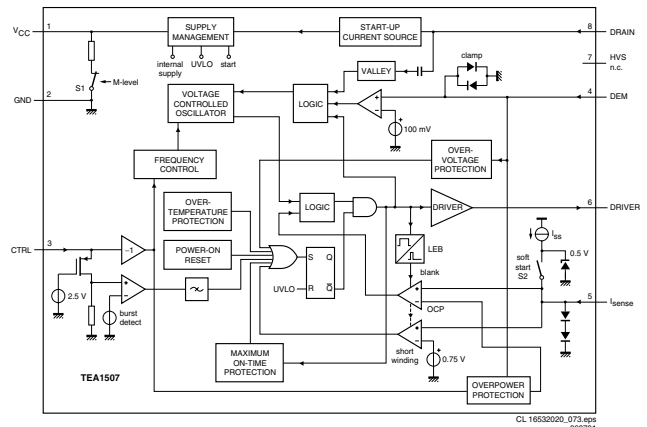 VCC 1
SUPPLY
MANAGEMENT
START-UP
CURRENT SOURCE
8 DRAIN
internal
supply
UVLO start
clamp
7 HVS
n.c.
S1
M-level
VALLEY
GND 2
VOLTAGE
CONTROLLED
OSCILLATOR
LOGIC
4 DEM
100 mV
FREQUENCY
CONTROL
OVER-
VOLTAGE
PROTECTION
OVER-
TEMPERATURE
PROTECTION
LOGIC
DRIVER
6 DRIVER
CTRL 3
−1
POWER-ON
RESET
S Q
UVLO R Q
LEB
blank
Iss
0.5 V
soft
start
S2
2.5 V
burst
detect
OCP
5 Isense
short
winding
0.75 V
MAXIMUM
ON-TIME
PROTECTION
TEA1507
OVERPOWER
PROTECTION
CL 16532020_073.eps